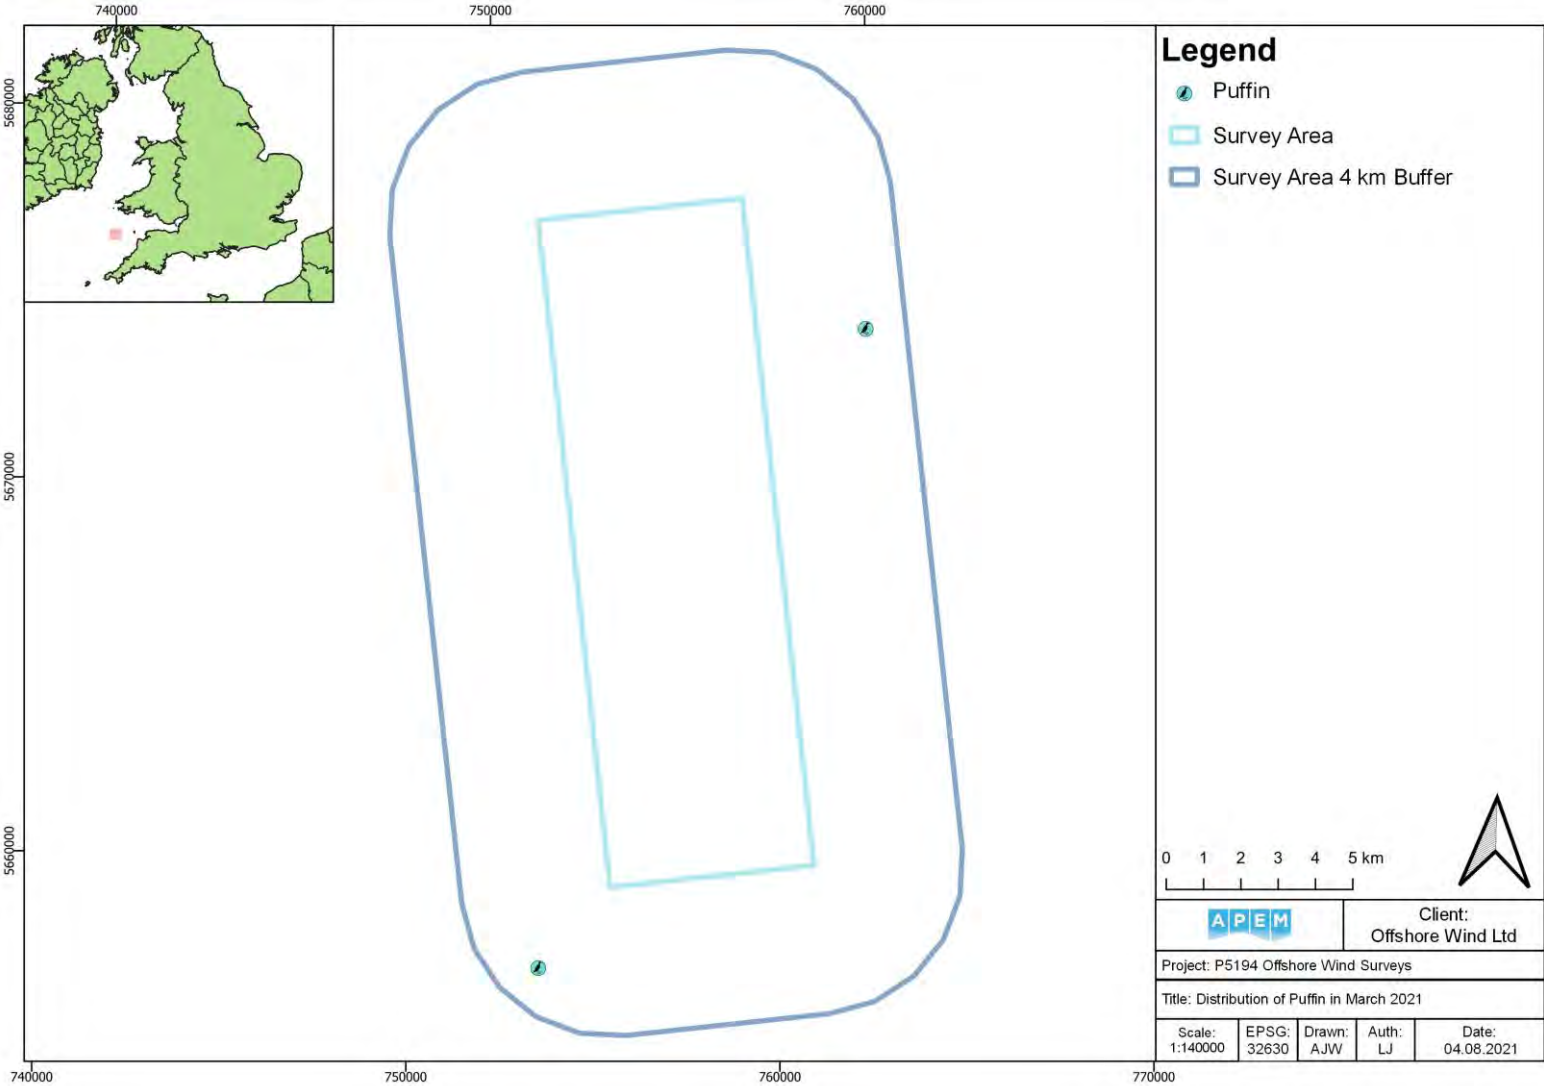 740000
750000
760000
5680000
5670000
5660000
740000
750000
760000
770000
Legend
Puffin
Survey Area
Survey Area 4 km Buffer
0 1 2 3 4 5 km
APEM
Client:
Offshore Wind Ltd
Project: P5194 Offshore Wind Surveys
Title: Distribution of Puffin in March 2021
Scale:
1:140000
EPSG:
32630
Drawn:
AJW
Auth:
LJ
Date:
04.08.2021